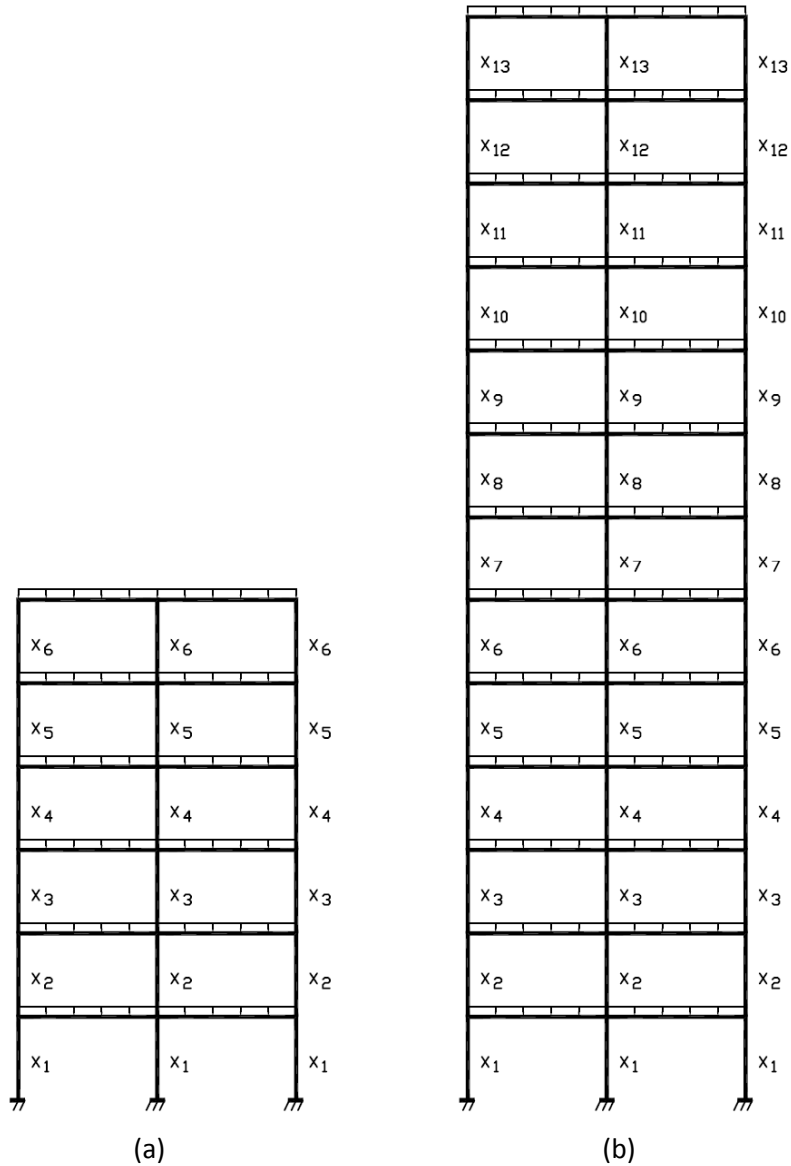 x13 x13 x13
x12 x12 x12
x11 x11 x11
x10 x10 x10
x9 x9 x9
x8 x8 x8
x7 x7 x7
x6 x6 x6 x6 x6 x6
x5 x5 x5 x5 x5 x5
x4 x4 x4 x4 x4 x4
x3 x3 x3 x3 x3 x3
x2 x2 x2 x2 x2 x2
x1 x1 x1 x1 x1 x1
(a) (b)